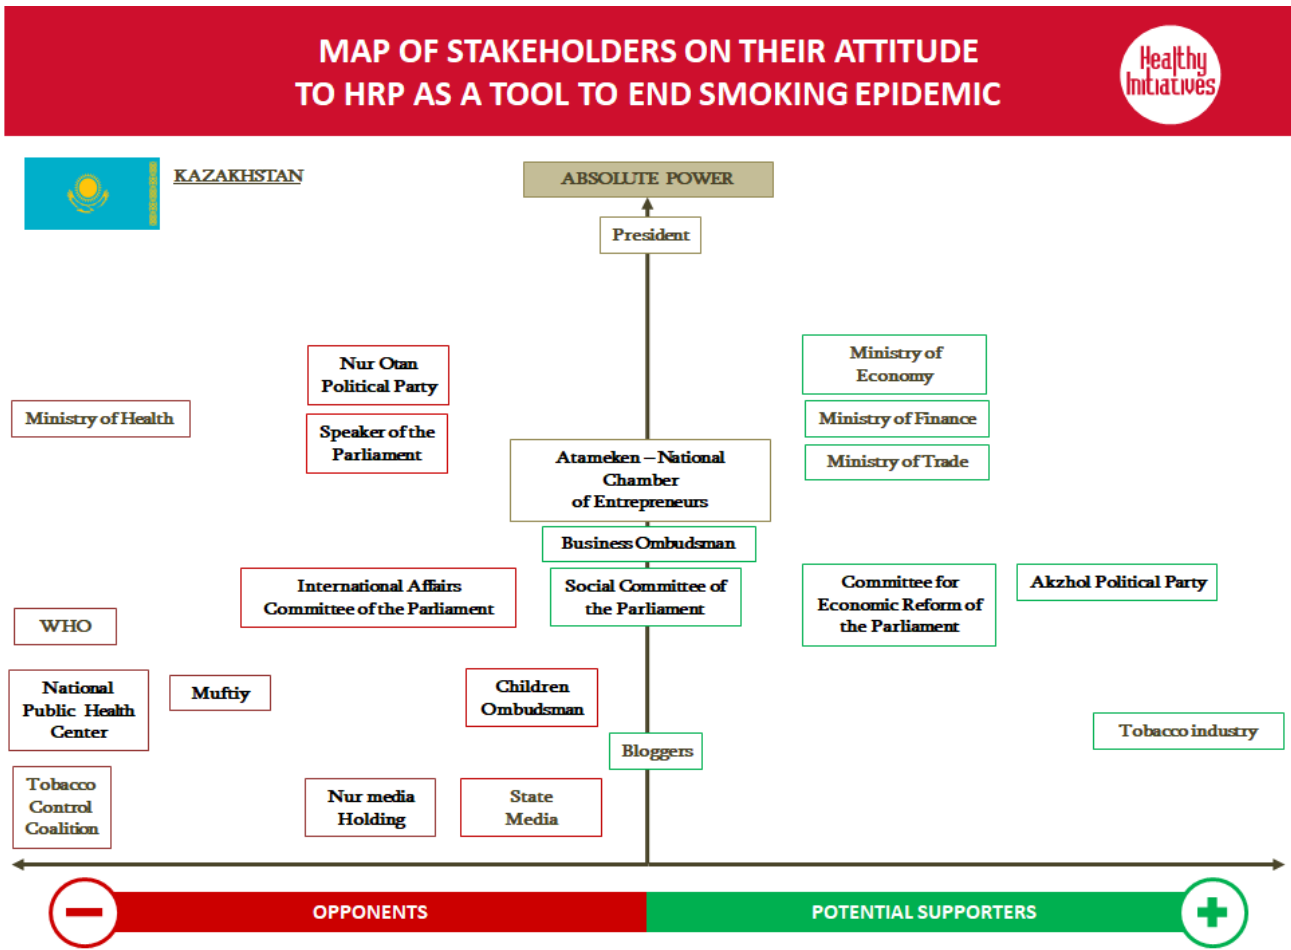 MAP OF STAKEHOLDERS ON THEIR ATTITUDE
TO HRP AS A TOOL TO END SMOKING EPIDEMIC
Healthy
Initiatives
KAZAKHSTAN
ABSOLUTE POWER
President
Nur Otan
Political Party
Ministry of
Economy
Ministry of Health
Speaker of the
Parliament
Ministry of Finance
Atameken – National
Chamber
of Entrepreneurs
Ministry of Trade
Business Ombudsman
International Affairs
Committee of the Parliament
Social Committee of
the Parliament
Committee for
Economic Reform of
the Parliament
Akzhol Political Party
WHO
National
Public Health
Center
Muftiy
Children
Ombudsman
Bloggers
Tobacco industry
Tobacco
Control
Coalition
Nur media
Holding
State
Media
OPPONENTS
POTENTIAL SUPPORTERS